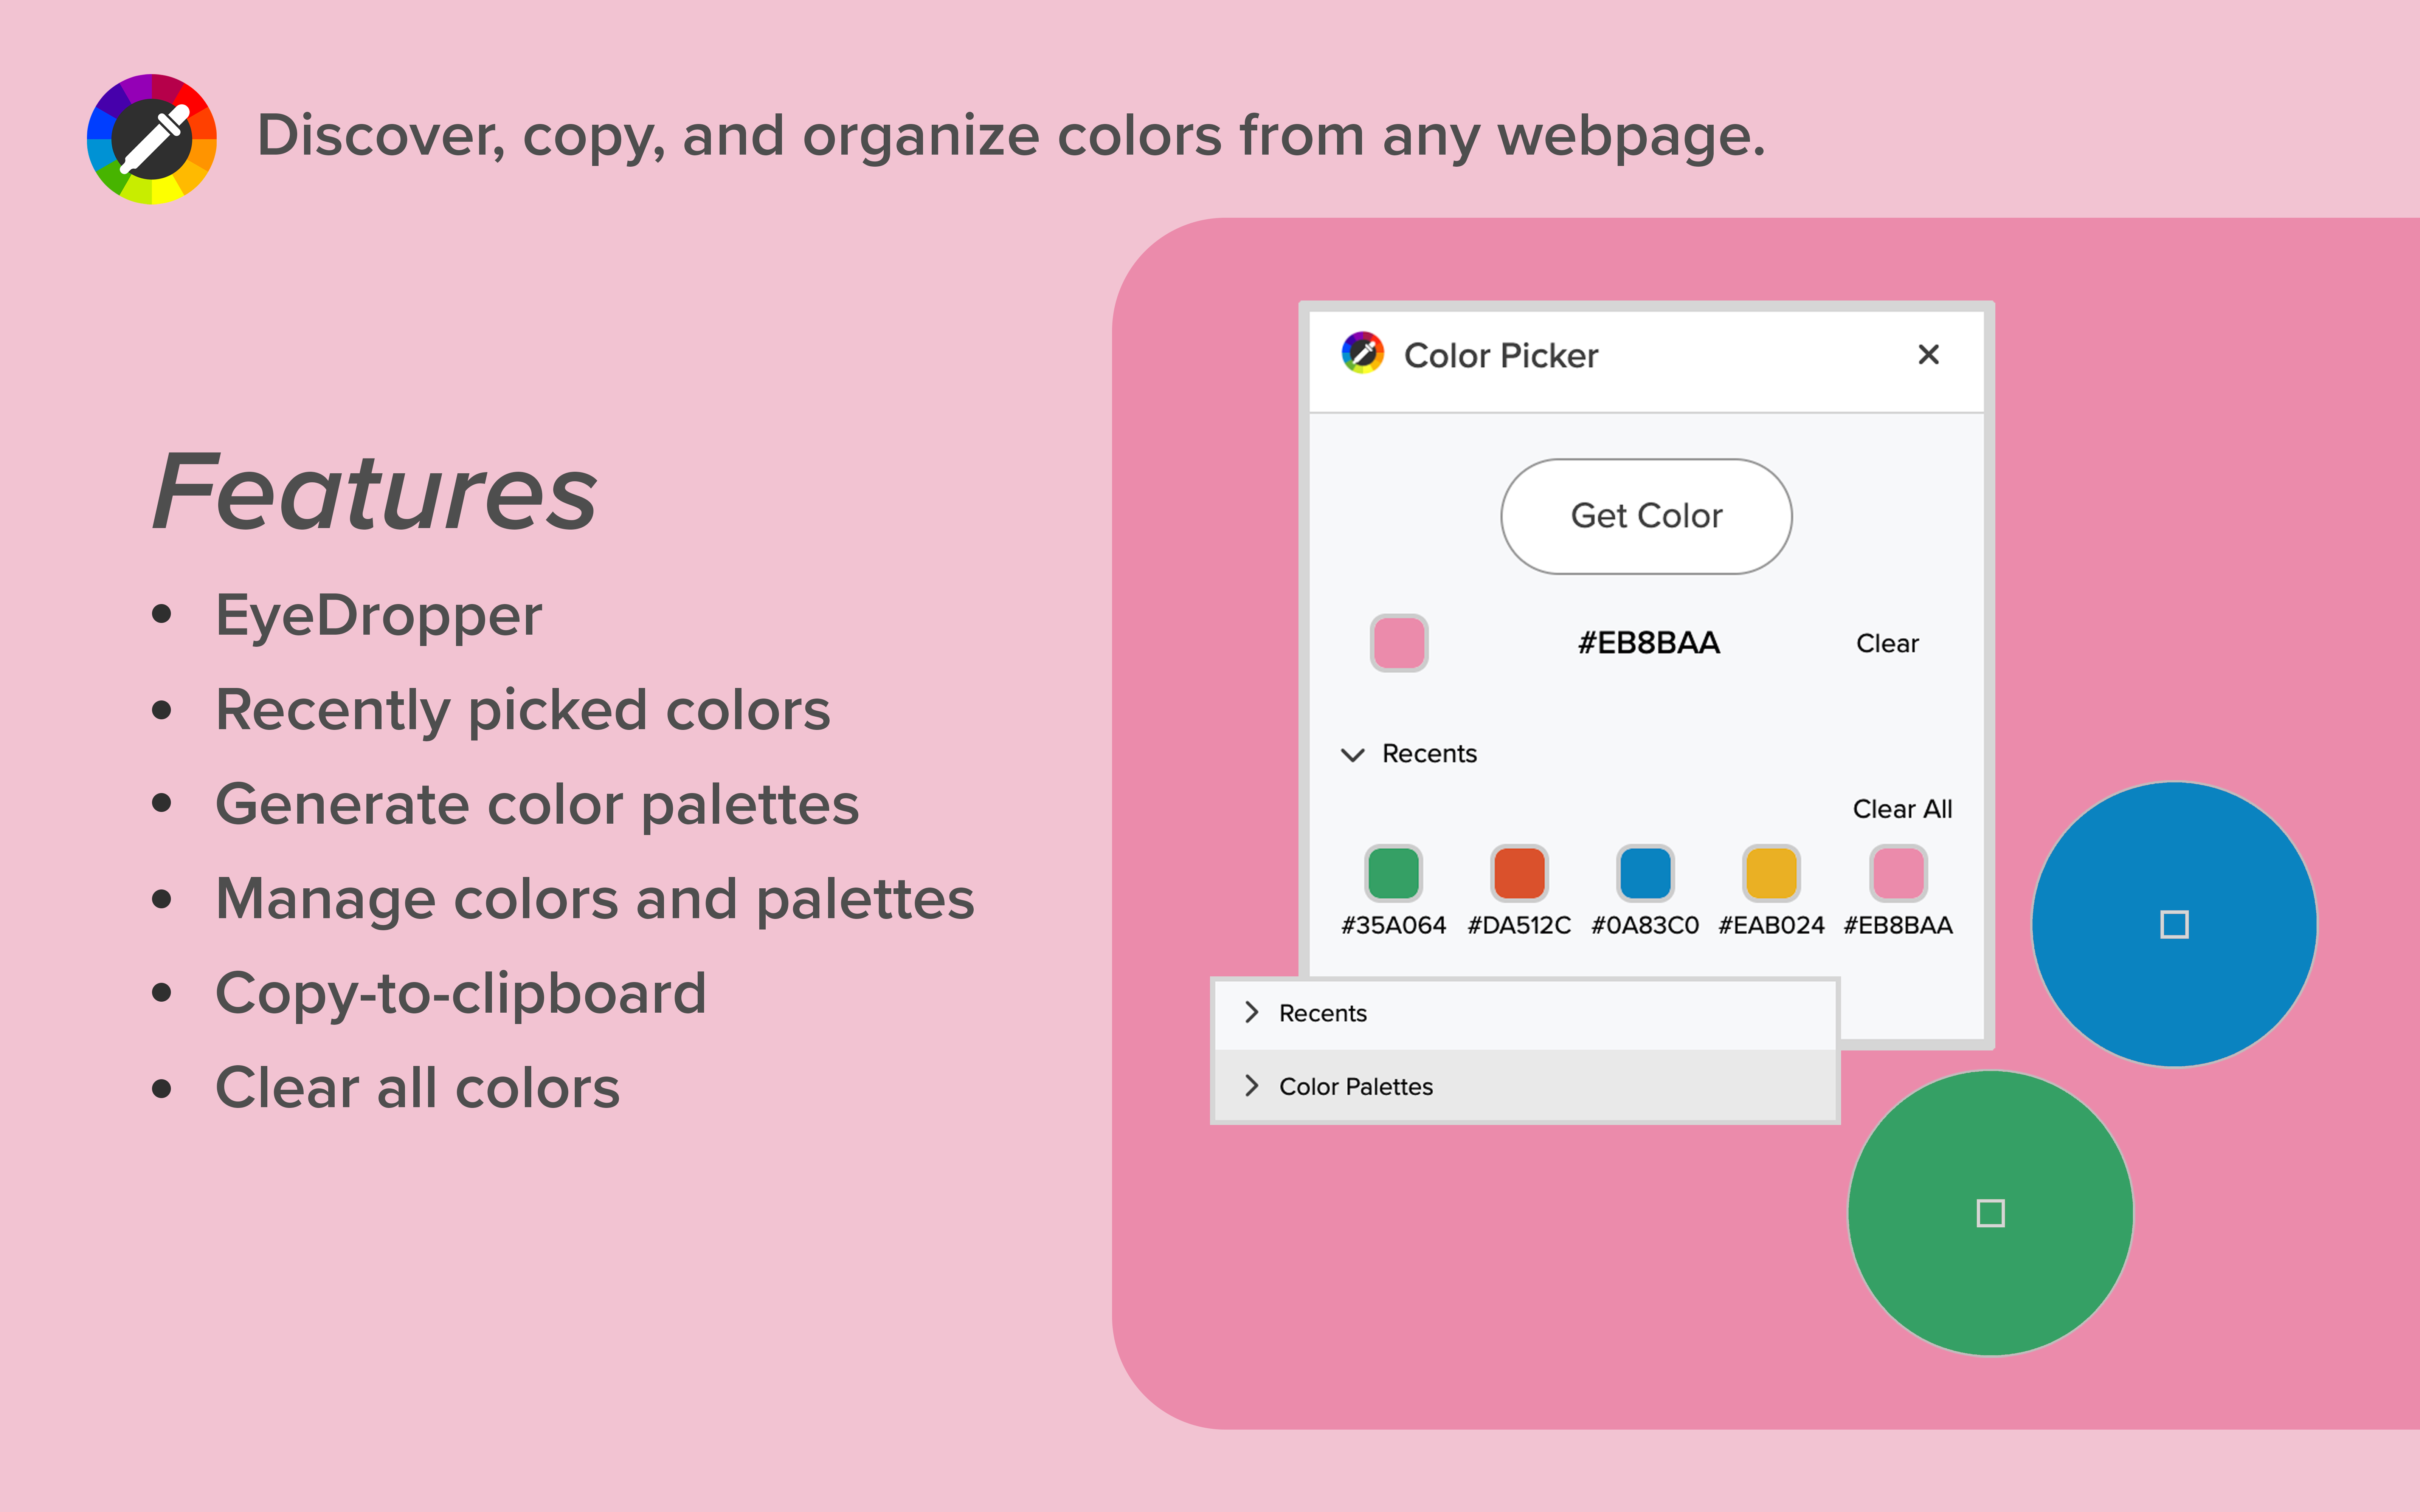 Discover, copy, and organize colors from any webpage.
Features
• EyeDropper
• Recently picked colors
• Generate color palettes
• Manage colors and palettes
• Copy-to-clipboard
• Clear all colors
Color Picker
Get Color
#EB8BAA Clear
Recents
Clear All
#35A064 #DA512C #0A83C0 #EAB024 #EB8BAA
Recents
Color Palettes